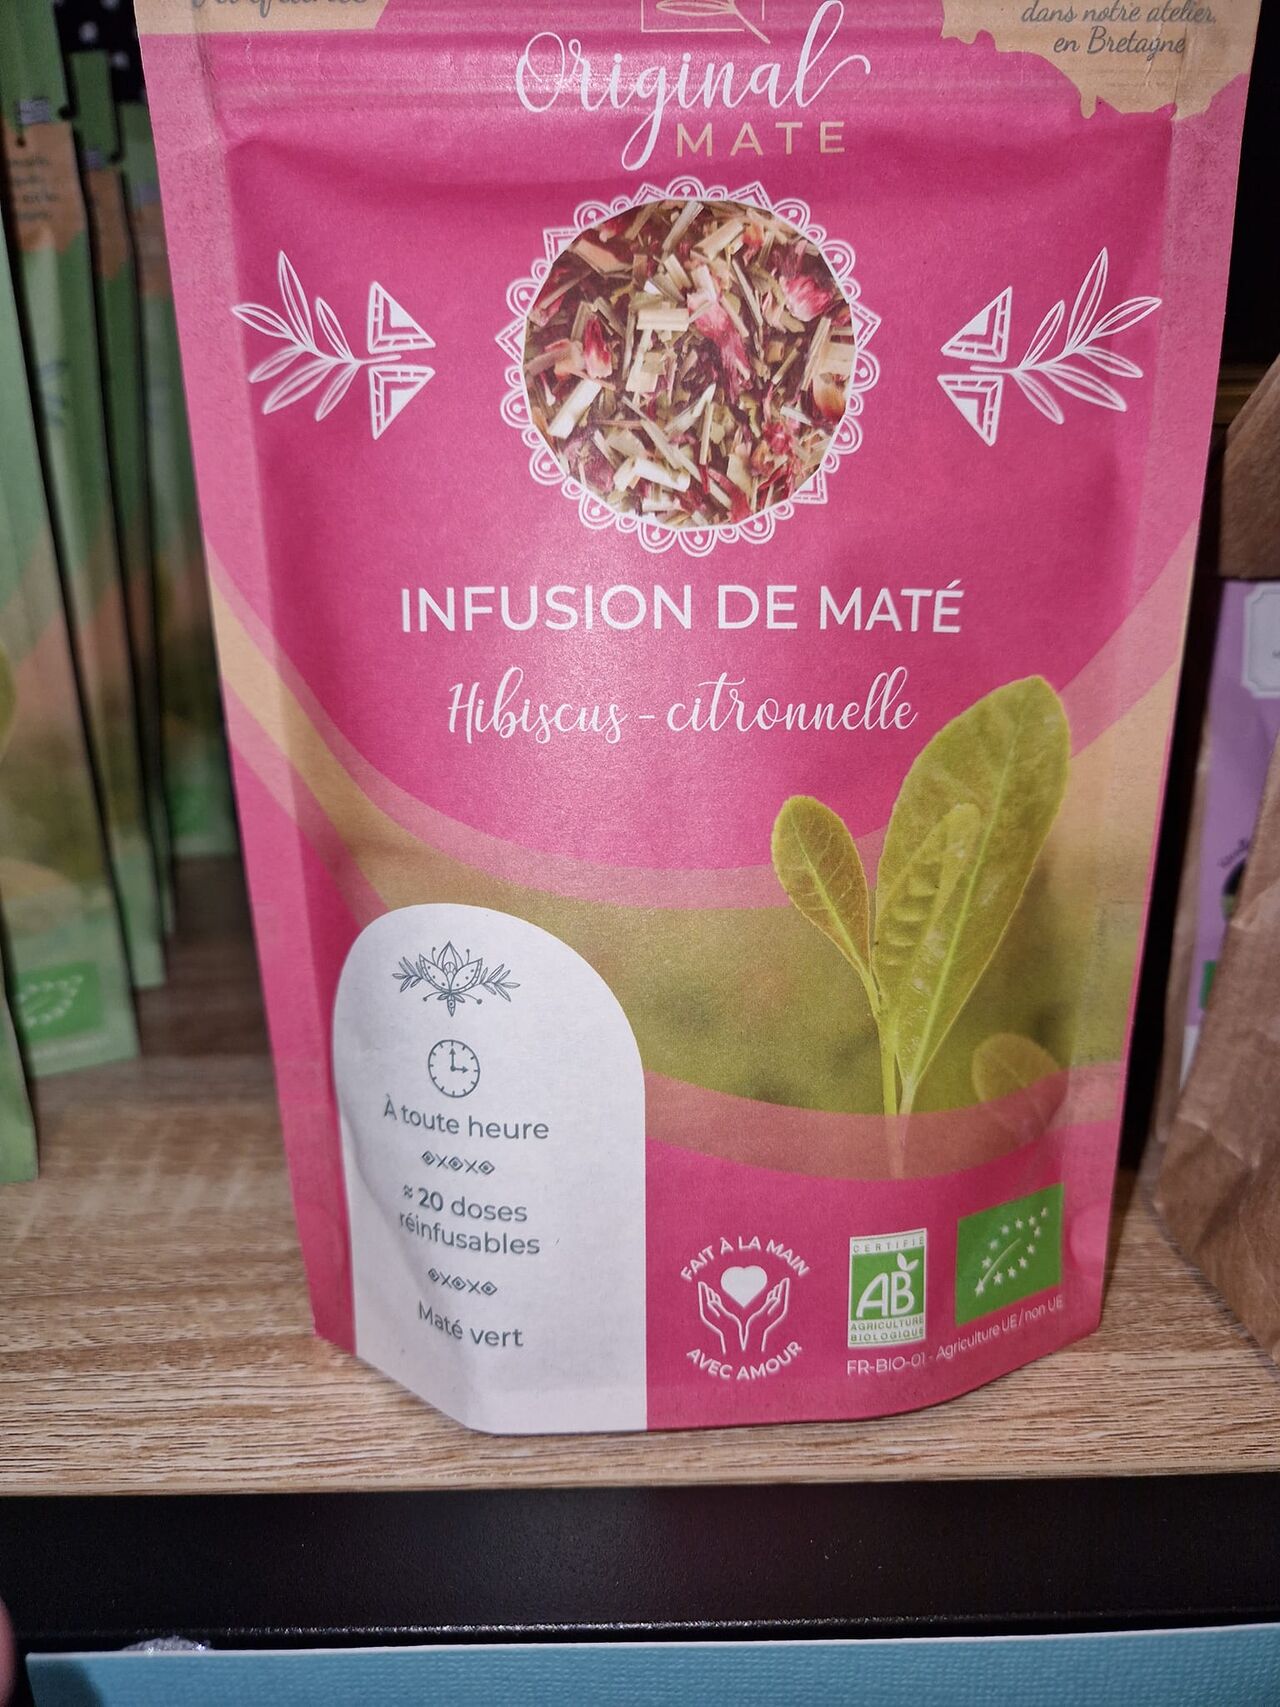 dans notre atelier,
en Bretagne
Original
MATE
INFUSION DE MATÉ
Hibiscus - citronnelle
À toute heure
≈ 20 doses
réinfusables
Maté vert
FAIT À LA MAIN
AVEC AMOUR
CERTIFIÉ
AB
AGRICULTURE
BIOLOGIQUE
FR-BIO-01 - Agriculture UE / non UE